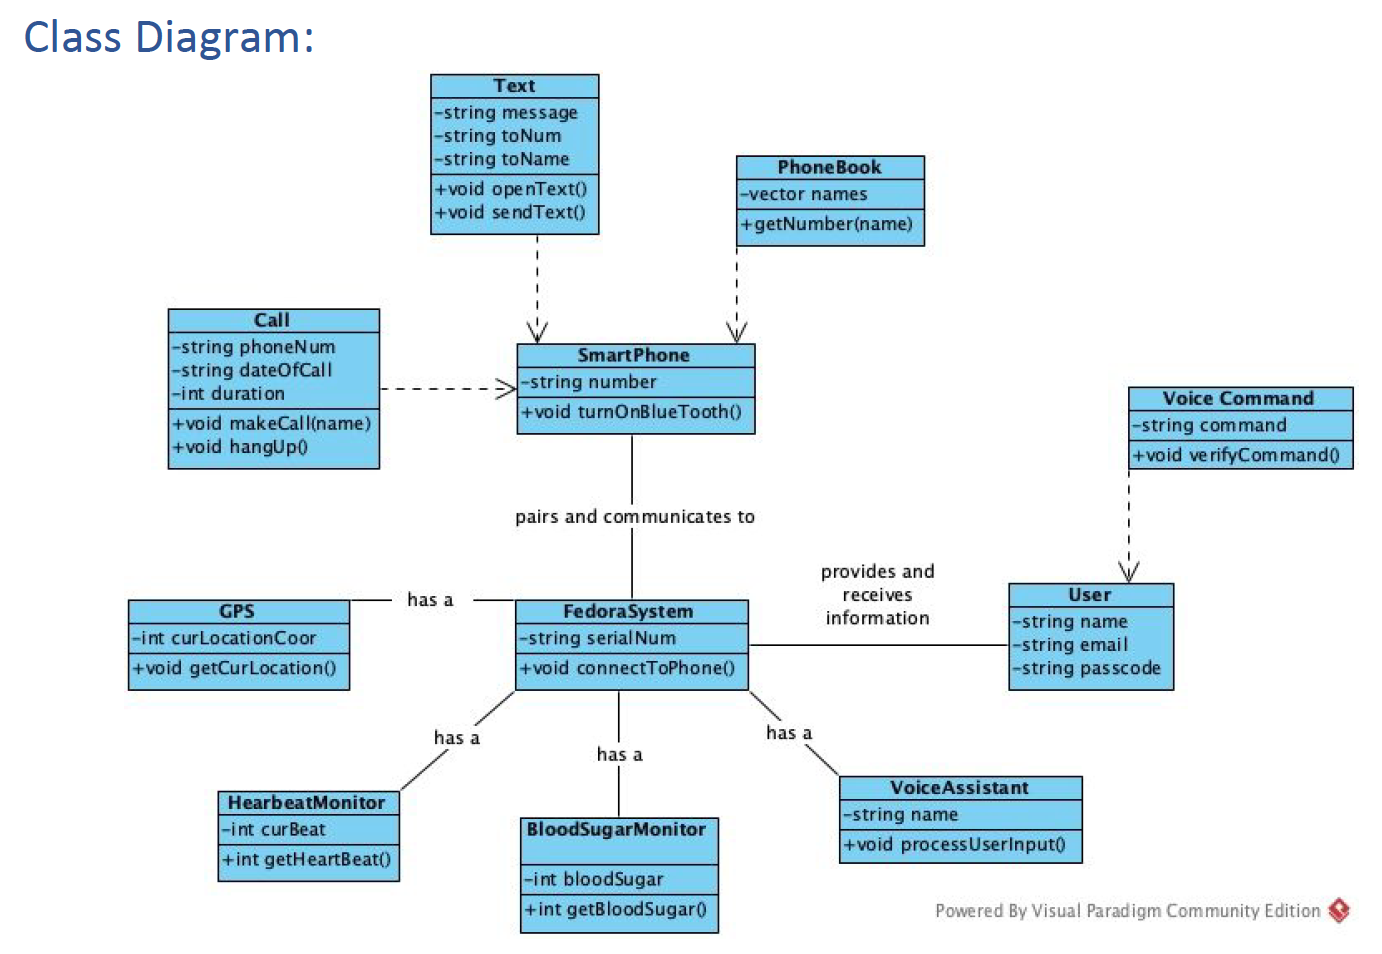 Class Diagram:
Text
-string message
-string toNum
-string toName
+void openText()
+void sendText()
PhoneBook
-vector names
+getNumber(name)
Call
-string phoneNum
-string dateOfCall
-int duration
+void makeCall(name)
+void hangUp()
SmartPhone
-string number
+void turnOnBlueTooth()
Voice Command
-string command
+void verifyCommand()
pairs and communicates to
provides and
receives
information
User
-string name
-string email
-string passcode
GPS
-int curLocationCoor
+void getCurLocation()
has a
FedoraSystem
-string serialNum
+void connectToPhone()
has a
has a
has a
HearbeatMonitor
-int curBeat
+int getHeartBeat()
BloodSugarMonitor
-int bloodSugar
+int getBloodSugar()
VoiceAssistant
-string name
+void processUserInput()
Powered By Visual Paradigm Community Edition